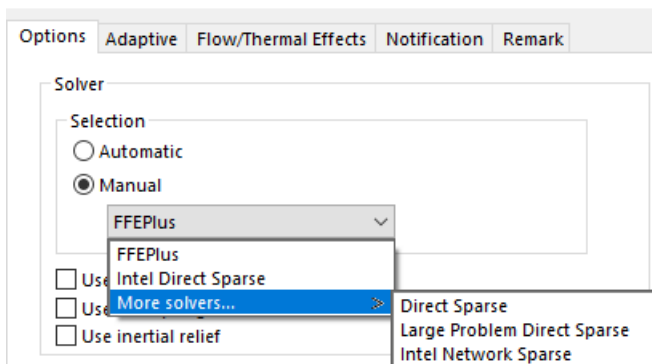 Options Adaptive Flow/Thermal Effects Notification Remark
Solver
Selection
Automatic
Manual
FFEPlus
FFEPlus
Intel Direct Sparse
More solvers...
Direct Sparse
Large Problem Direct Sparse
Intel Network Sparse
Use inertial relief